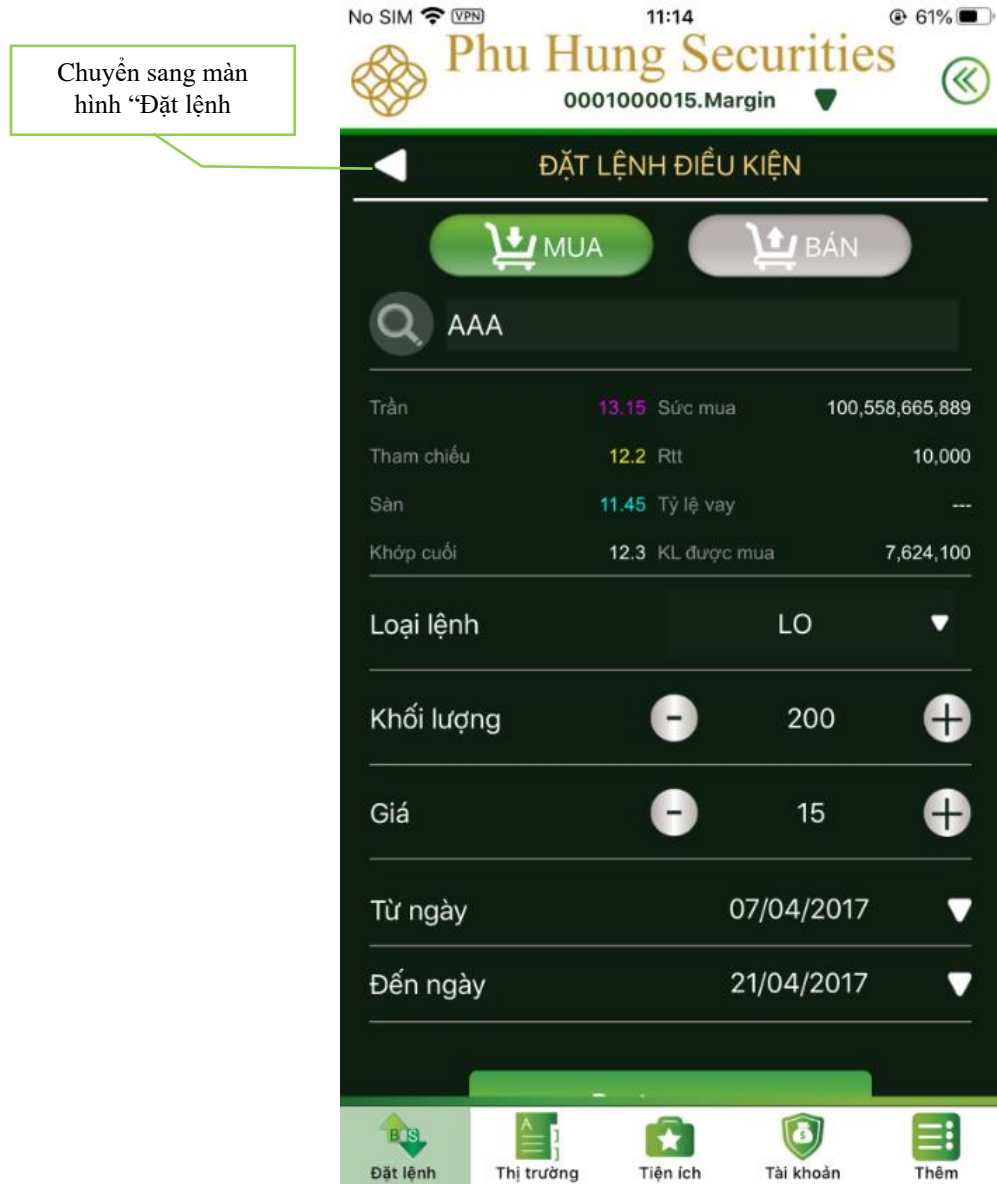 No SIM VPN 11:14 61%
Phu Hung Securities
0001000015.Margin
Chuyển sang màn
hình “Đặt lệnh
ĐẶT LỆNH ĐIỀU KIỆN
MUA BÁN
AAA
Trần 13.15 Sức mua 100,558,665,889
Tham chiếu 12.2 Rtt 10,000
Sàn 11.45 Tỷ lệ vay ---
Khớp cuối 12.3 KL được mua 7,624,100
Loại lệnh LO
Khối lượng - 200 +
Giá - 15 +
Từ ngày 07/04/2017
Đến ngày 21/04/2017
Đặt lệnh Thị trường Tiện ích Tài khoản Thêm